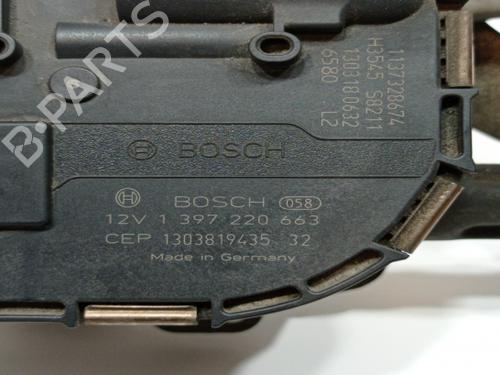 1137328674
H3545 S8211
1303180632
6580 L2
BOSCH
BOSCH 058
12V 1 397 220 663
CEP 1303819435 32
Made in Germany
B-PARTS